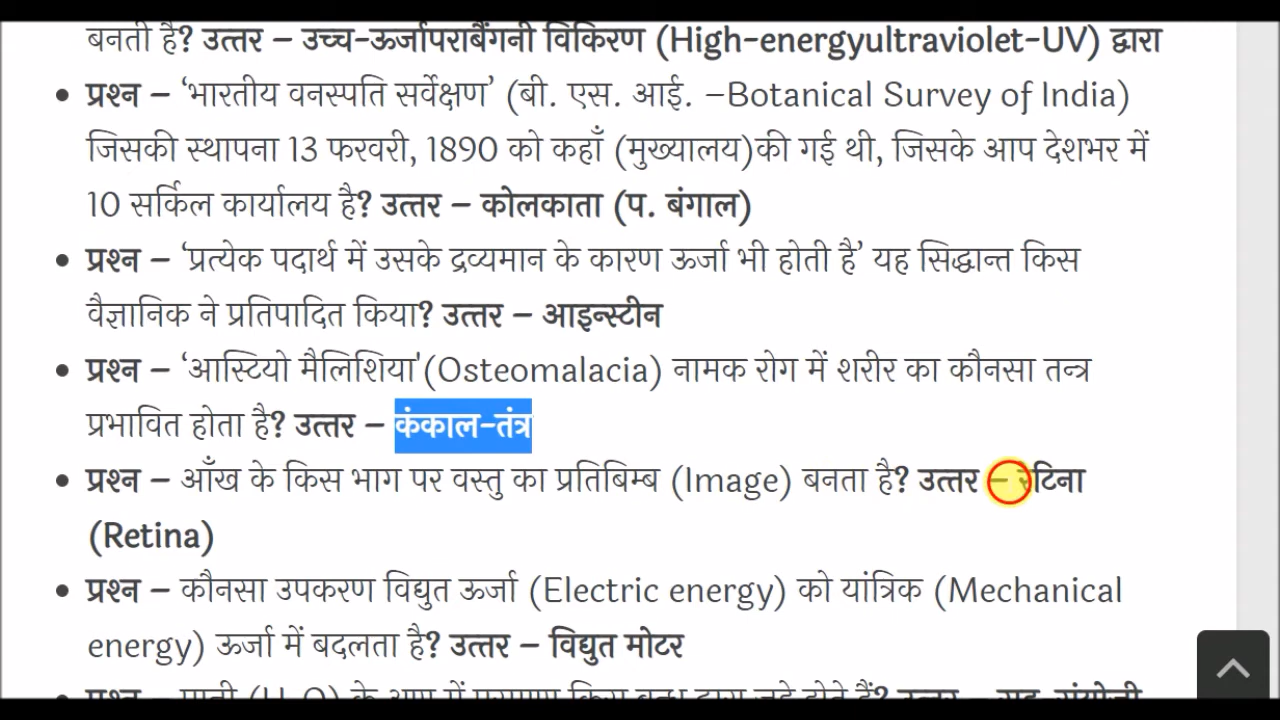 बनती है? उत्तर – उच्च-ऊर्जापराबैंगनी विकिरण (High-energyultraviolet-UV) द्वारा
• प्रश्न – ‘भारतीय वनस्पति सर्वेक्षण’ (बी. एस. आई. –Botanical Survey of India)
जिसकी स्थापना 13 फरवरी, 1890 को कहाँ (मुख्यालय)की गई थी, जिसके आप देशभर में
10 सर्किल कार्यालय है? उत्तर – कोलकाता (प. बंगाल)
• प्रश्न – ‘प्रत्येक पदार्थ में उसके द्रव्यमान के कारण ऊर्जा भी होती है’ यह सिद्धान्त किस
वैज्ञानिक ने प्रतिपादित किया? उत्तर – आइन्स्टीन
• प्रश्न – ‘आस्टियो मैलिशिया'(Osteomalacia) नामक रोग में शरीर का कौनसा तन्त्र
प्रभावित होता है? उत्तर – कंकाल-तंत्र
• प्रश्न – आँख के किस भाग पर वस्तु का प्रतिबिम्ब (Image) बनता है? उत्तर – रेटिना
(Retina)
• प्रश्न – कौनसा उपकरण विद्युत ऊर्जा (Electric energy) को यांत्रिक (Mechanical
energy) ऊर्जा में बदलता है? उत्तर – विद्युत मोटर